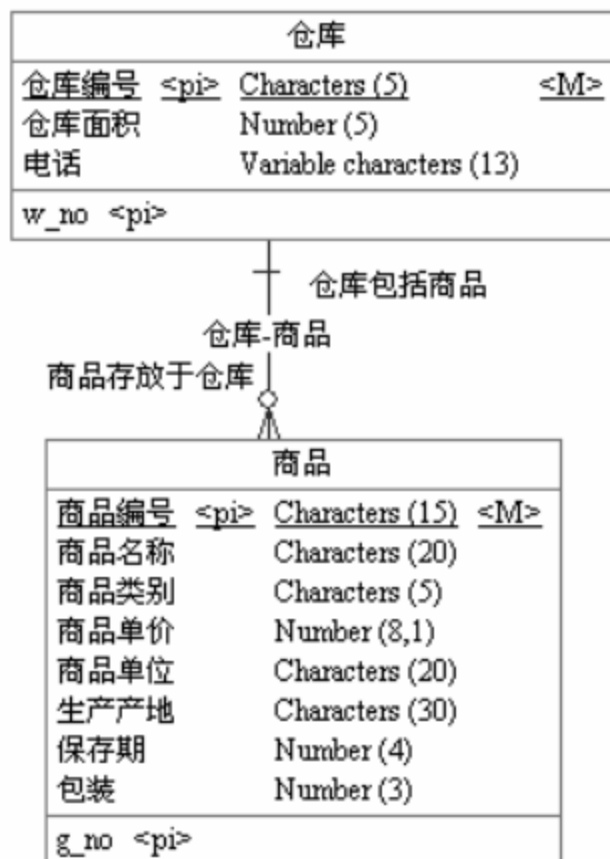 仓库
仓库编号 <pi> Characters (5) <M>
仓库面积 Number (5)
电话 Variable characters (13)
w_no <pi>
仓库包括商品
仓库-商品
商品存放于仓库
商品
商品编号 <pi> Characters (15) <M>
商品名称 Characters (20)
商品类别 Characters (5)
商品单价 Number (8,1)
商品单位 Characters (20)
生产产地 Characters (30)
保存期 Number (4)
包装 Number (3)
g_no <pi>